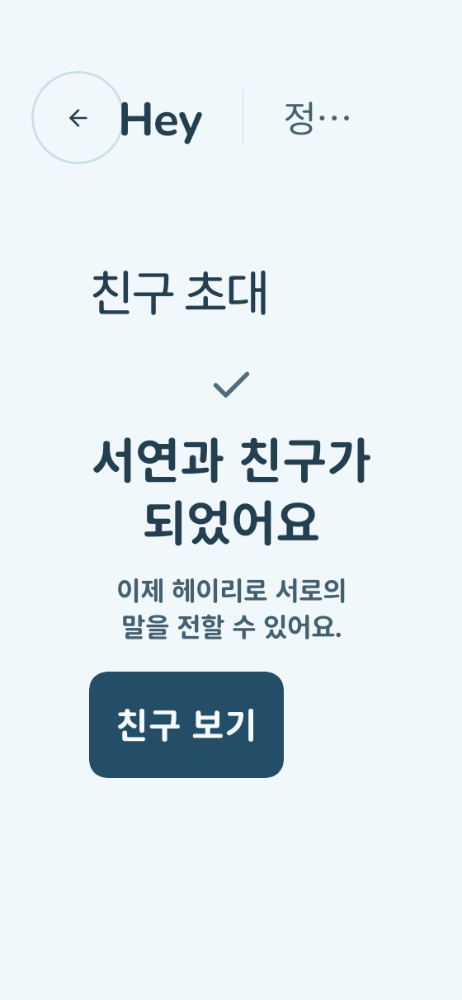 Hey
정…
친구 초대
서연과 친구가
되었어요
이제 헤이리로 서로의
말을 전할 수 있어요.
친구 보기